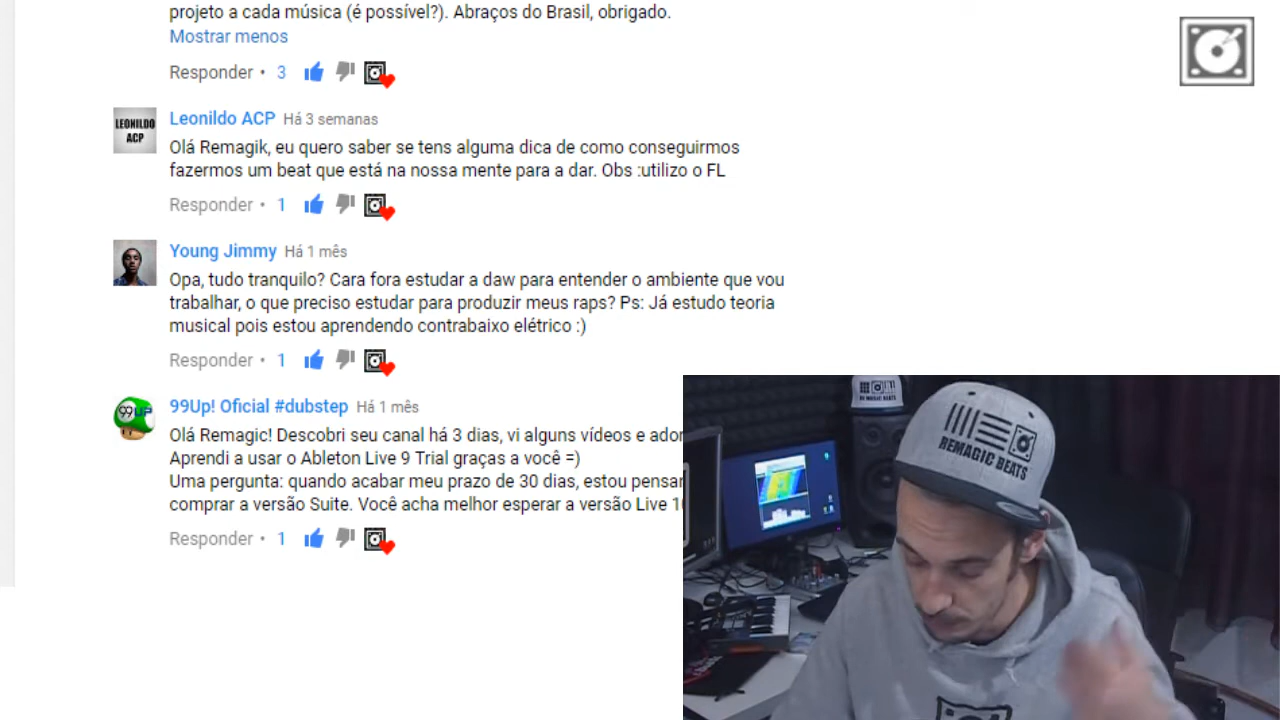 projeto a cada música (é possível?). Abraços do Brasil, obrigado.
Mostrar menos
Responder • 3
LEONILDO
ACP
Leonildo ACP Há 3 semanas
Olá Remagik, eu quero saber se tens alguma dica de como conseguirmos
fazermos um beat que está na nossa mente para a dar. Obs :utilizo o FL
Responder • 1
Young Jimmy Há 1 mês
Opa, tudo tranquilo? Cara fora estudar a daw para entender o ambiente que vou
trabalhar, o que preciso estudar para produzir meus raps? Ps: Já estudo teoria
musical pois estou aprendendo contrabaixo elétrico :)
Responder • 1
99UP
99Up! Oficial #dubstep Há 1 mês
Olá Remagic! Descobri seu canal há 3 dias, vi alguns vídeos e ador
Aprendi a usar o Ableton Live 9 Trial graças a você =)
Uma pergunta: quando acabar meu prazo de 30 dias, estou pensar
comprar a versão Suite. Você acha melhor esperar a versão Live 1
Responder • 1
REMAGIC BEATS